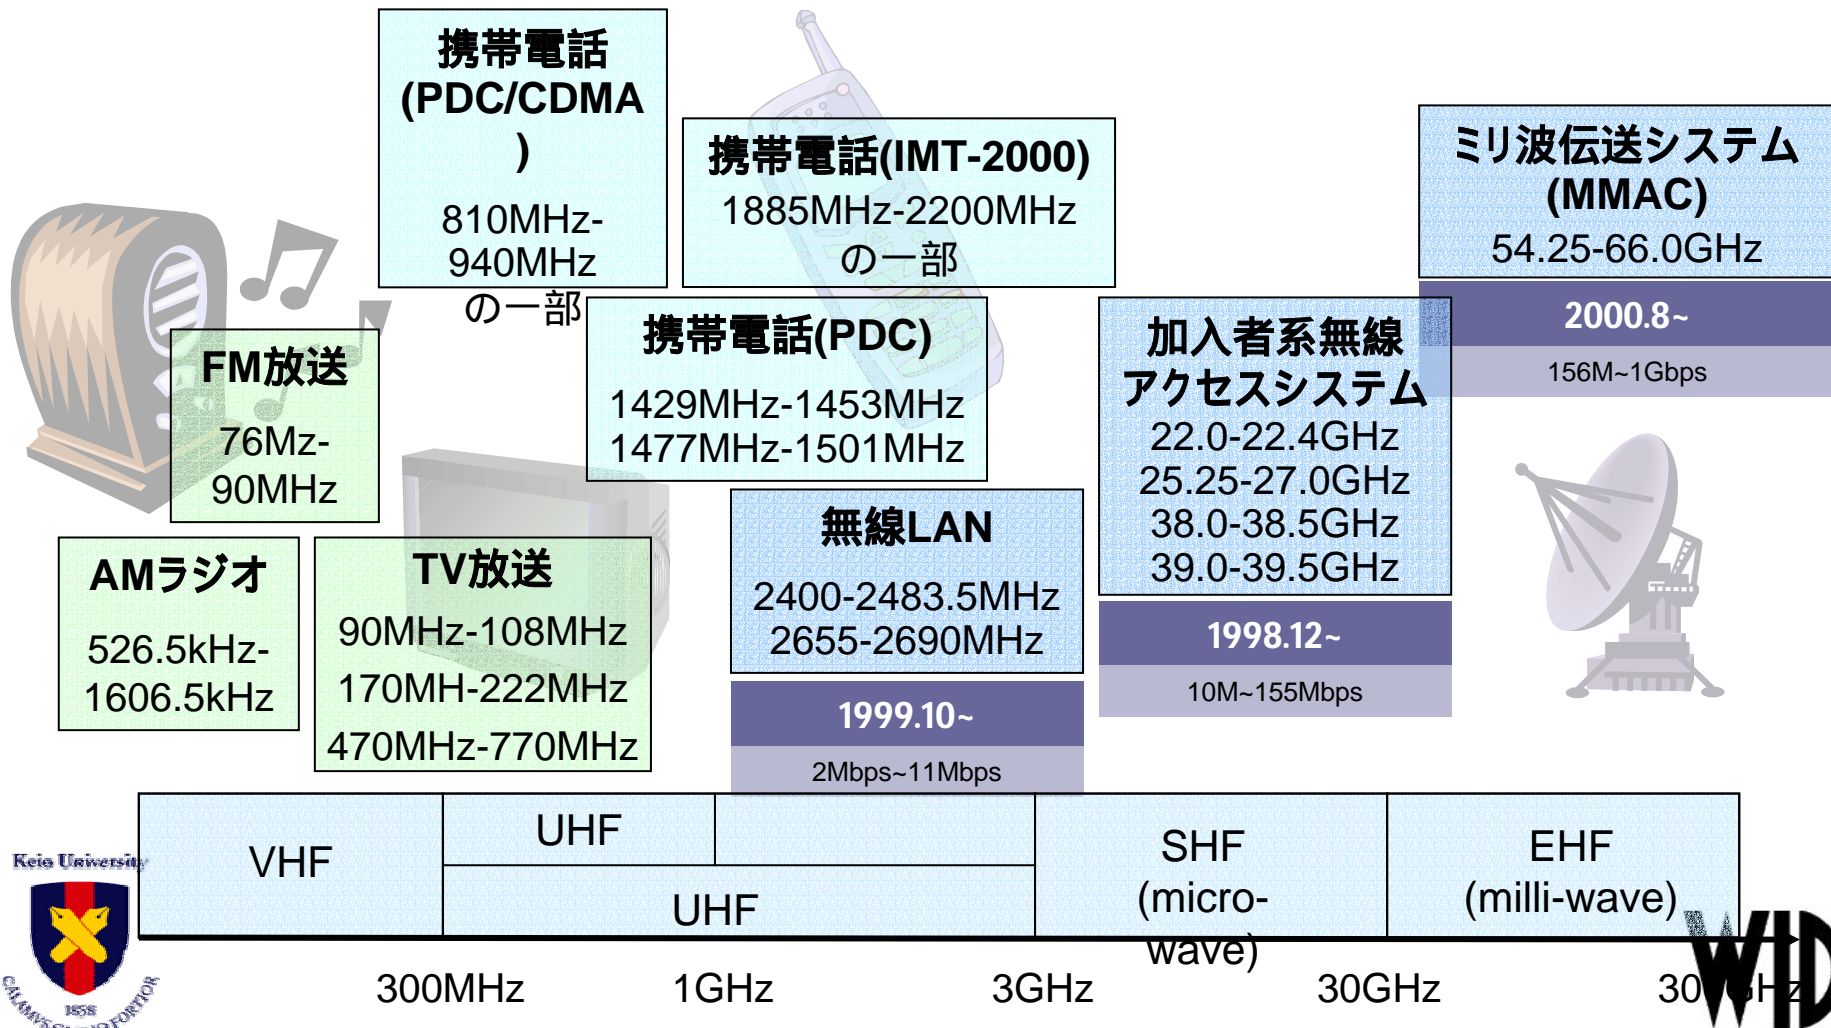 携帯電話
(PDC/CDMA
)
810MHz-
940MHz
の一部
携帯電話(IMT-2000)
1885MHz-2200MHz
の一部
ミリ波伝送システム
(MMAC)
54.25-66.0GHz
2000.8~
156M~1Gbps
FM放送
76Mz-
90MHz
携帯電話(PDC)
1429MHz-1453MHz
1477MHz-1501MHz
加入者系無線
アクセスシステム
22.0-22.4GHz
25.25-27.0GHz
38.0-38.5GHz
39.0-39.5GHz
1998.12~
10M~155Mbps
AMラジオ
526.5kHz-
1606.5kHz
TV放送
90MHz-108MHz
170MH-222MHz
470MHz-770MHz
無線LAN
2400-2483.5MHz
2655-2690MHz
1999.10~
2Mbps~11Mbps
VHF
UHF
UHF
SHF
(micro-
wave)
EHF
(milli-wave)
300MHz
1GHz
3GHz
30GHz
Keio University
1858